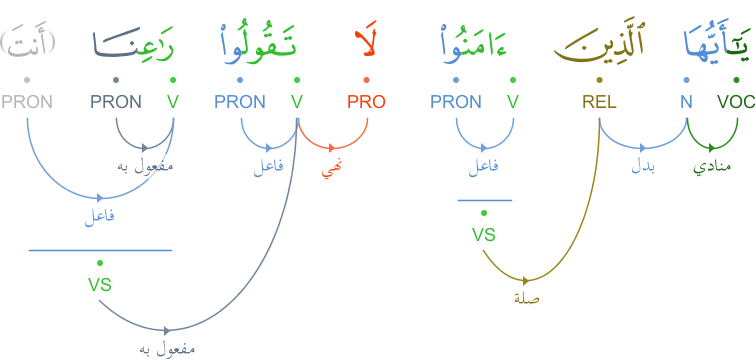 يَٰٓأَيُّهَا ٱلَّذِينَ ءَامَنُوا۟ لَا تَقُولُوا۟ رَٰعِنَا (أَنتَ)
VOC N REL V PRON PRO V PRON V PRON PRON
منادي بدل فاعل نهي فاعل مفعول به
فاعل
VS
VS
صلة
مفعول به